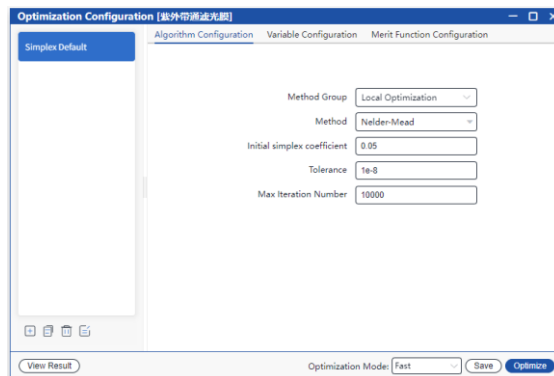 Optimization Configuration [紫外带通滤光膜]
Simplex Default
Algorithm Configuration Variable Configuration Merit Function Configuration
Method Group Local Optimization
Method Nelder-Mead
Initial simplex coefficient 0.05
Tolerance 1e-8
Max Iteration Number 10000
View Result Optimization Mode: Fast Save Optimize